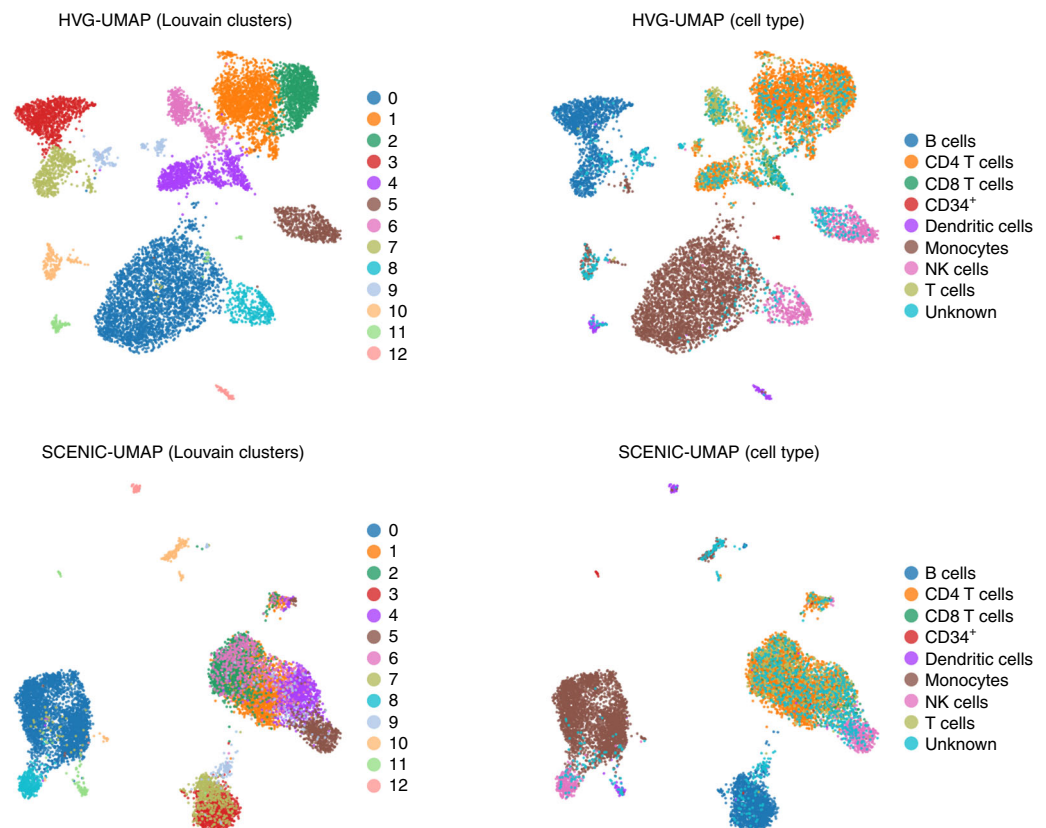 HVG-UMAP (Louvain clusters)
0
1
2
3
4
5
6
7
8
9
10
11
12
HVG-UMAP (cell type)
B cells
CD4 T cells
CD8 T cells
CD34⁺
Dendritic cells
Monocytes
NK cells
T cells
Unknown
SCENIC-UMAP (Louvain clusters)
0
1
2
3
4
5
6
7
8
9
10
11
12
SCENIC-UMAP (cell type)
B cells
CD4 T cells
CD8 T cells
CD34⁺
Dendritic cells
Monocytes
NK cells
T cells
Unknown